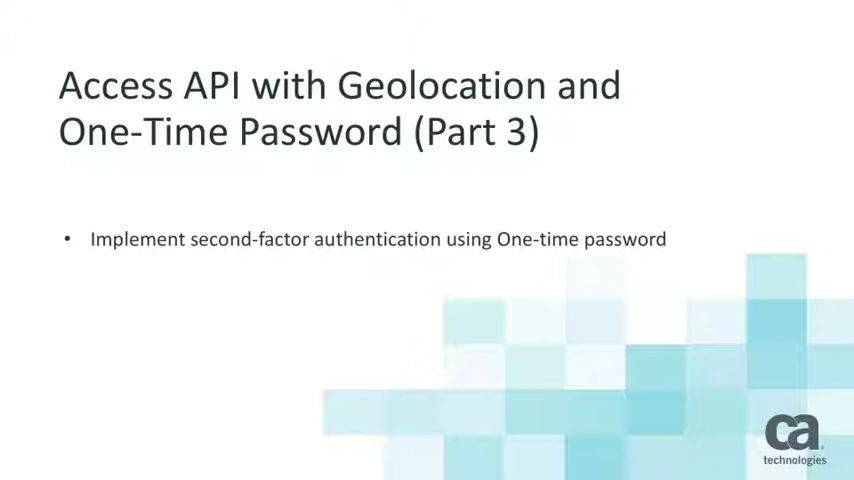 Access API with Geolocation and
One-Time Password (Part 3)
• Implement second-factor authentication using One-time password
ca
technologies